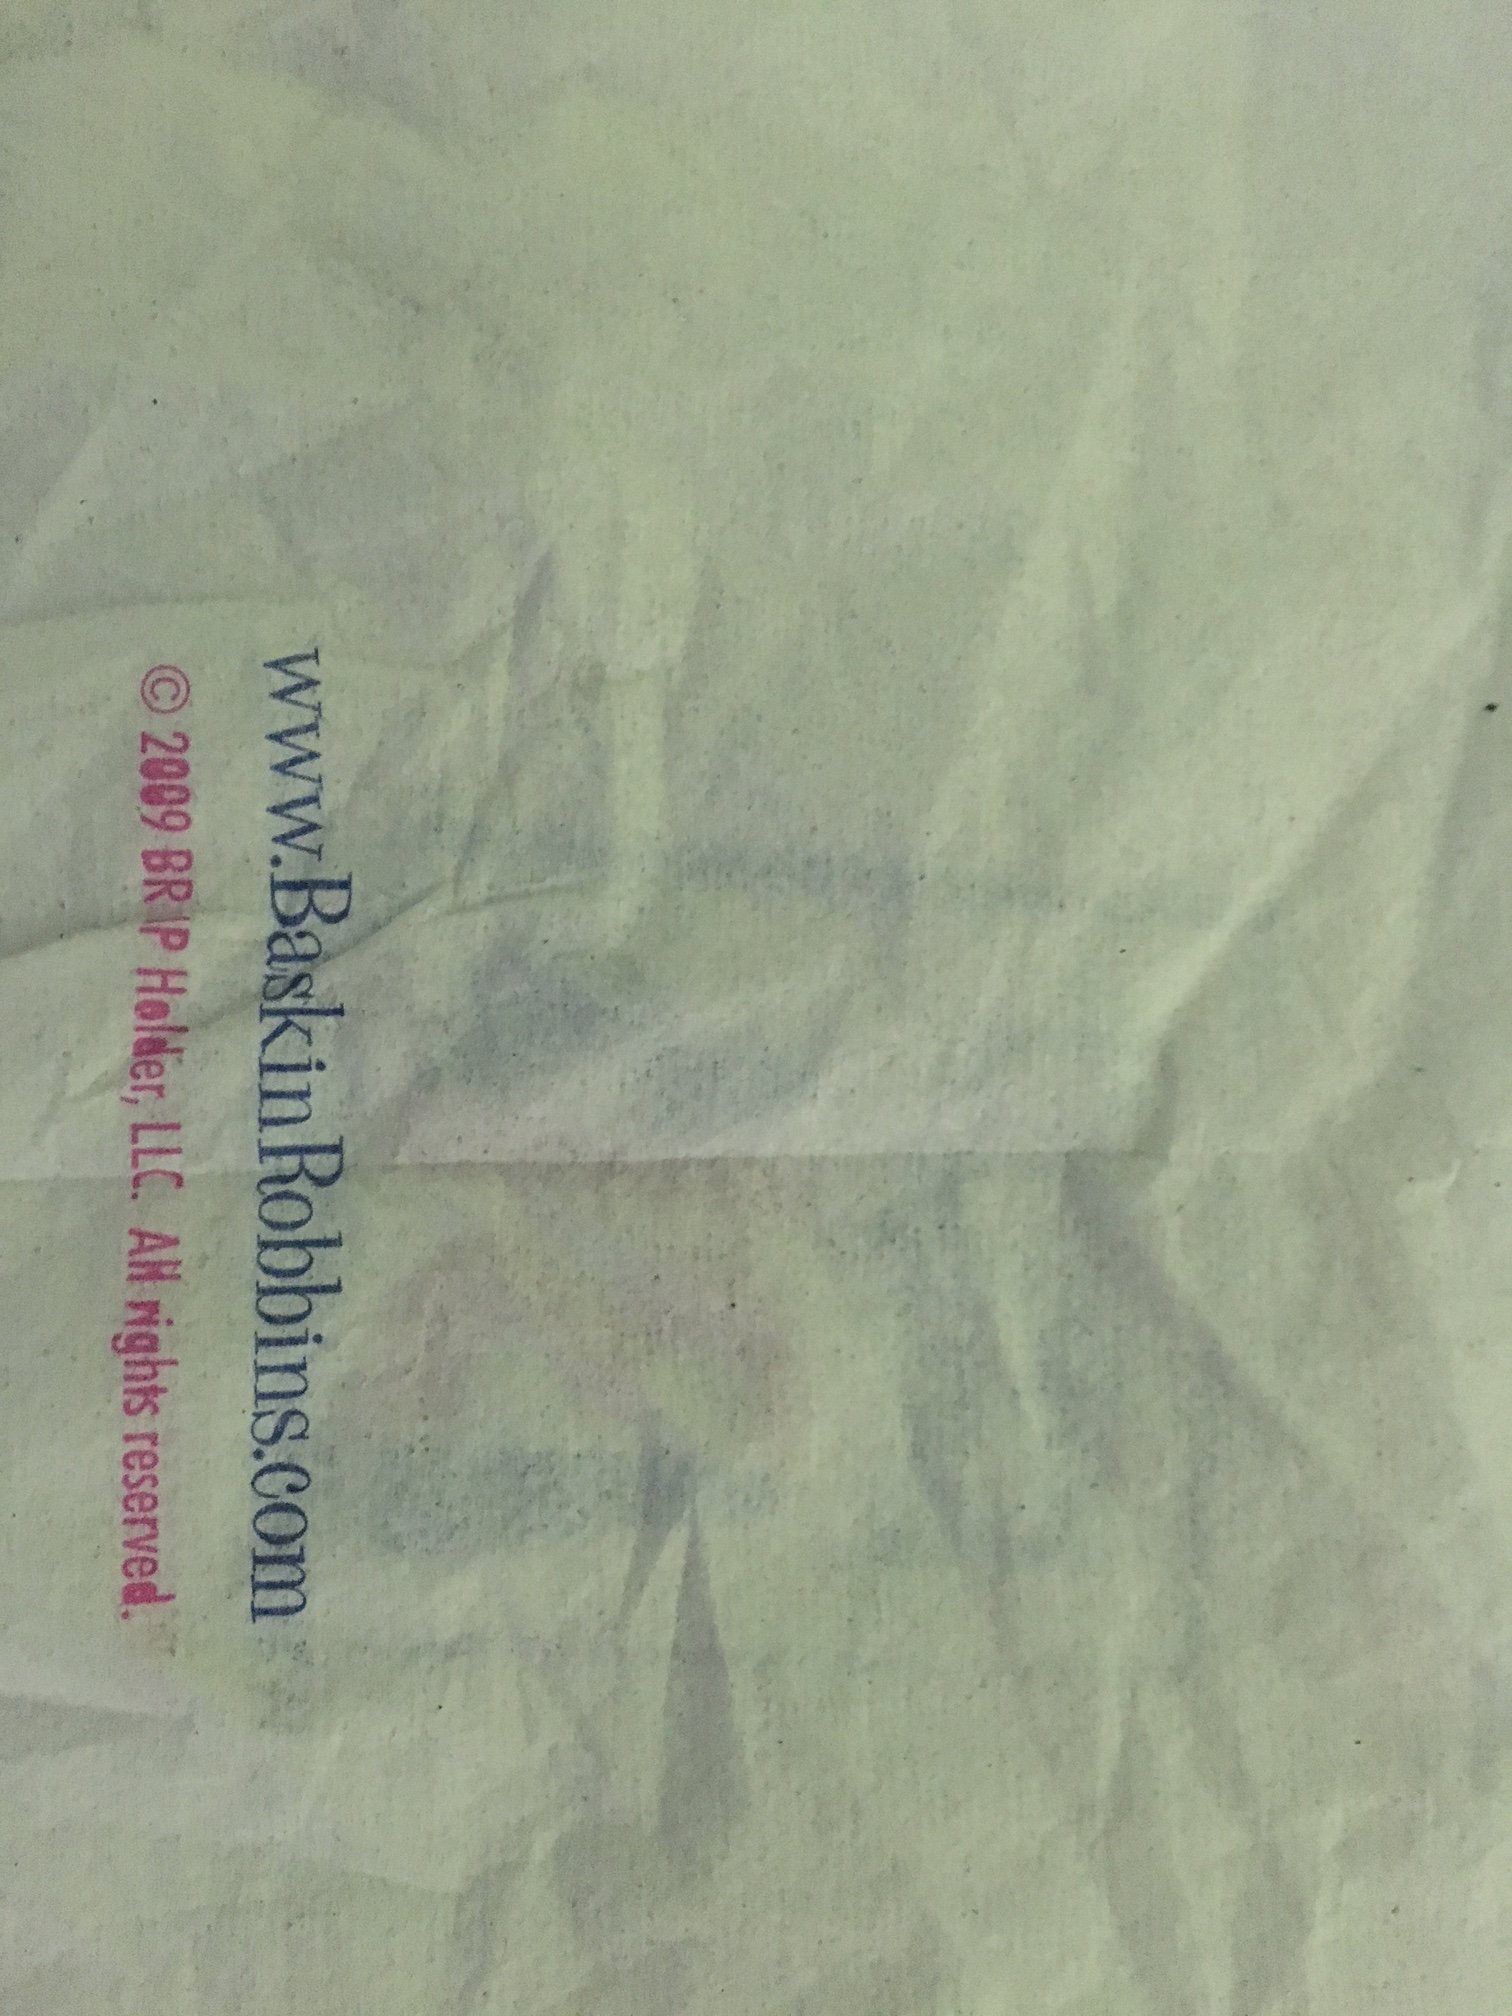 www.BaskinRobbins.com
© 2009 BR IP Holder, LLC. All rights reserved.